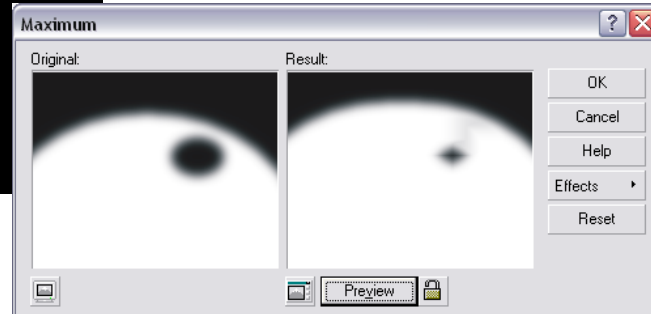 Maximum
Original:
Result:
OK
Cancel
Help
Effects
Reset
Preview